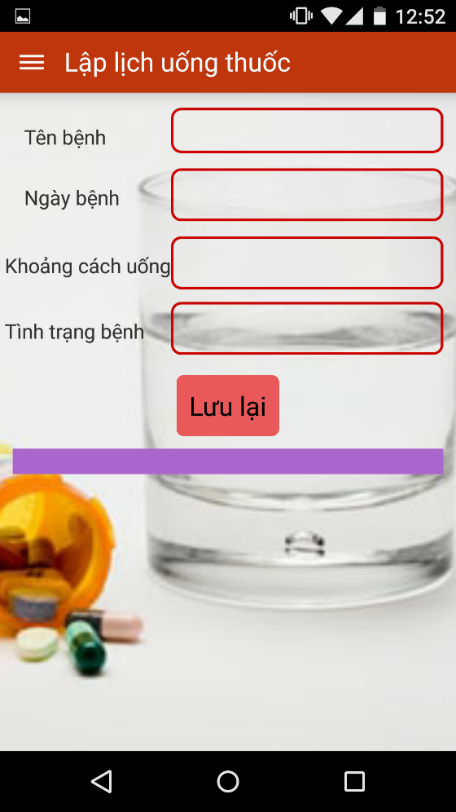 12:52
Lập lịch uống thuốc
Tên bệnh
Ngày bệnh
Khoảng cách uống
Tình trạng bệnh
Lưu lại